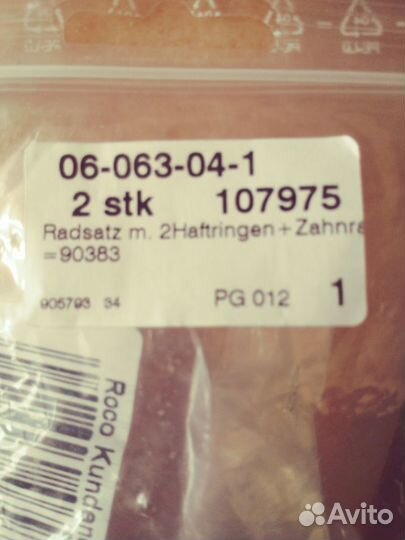 06-063-04-1
2 stk 107975
Radsatz m. 2Haftringen+Zahnra
=90383
905793 34 PG 012 1
Roco Kunden
Avito